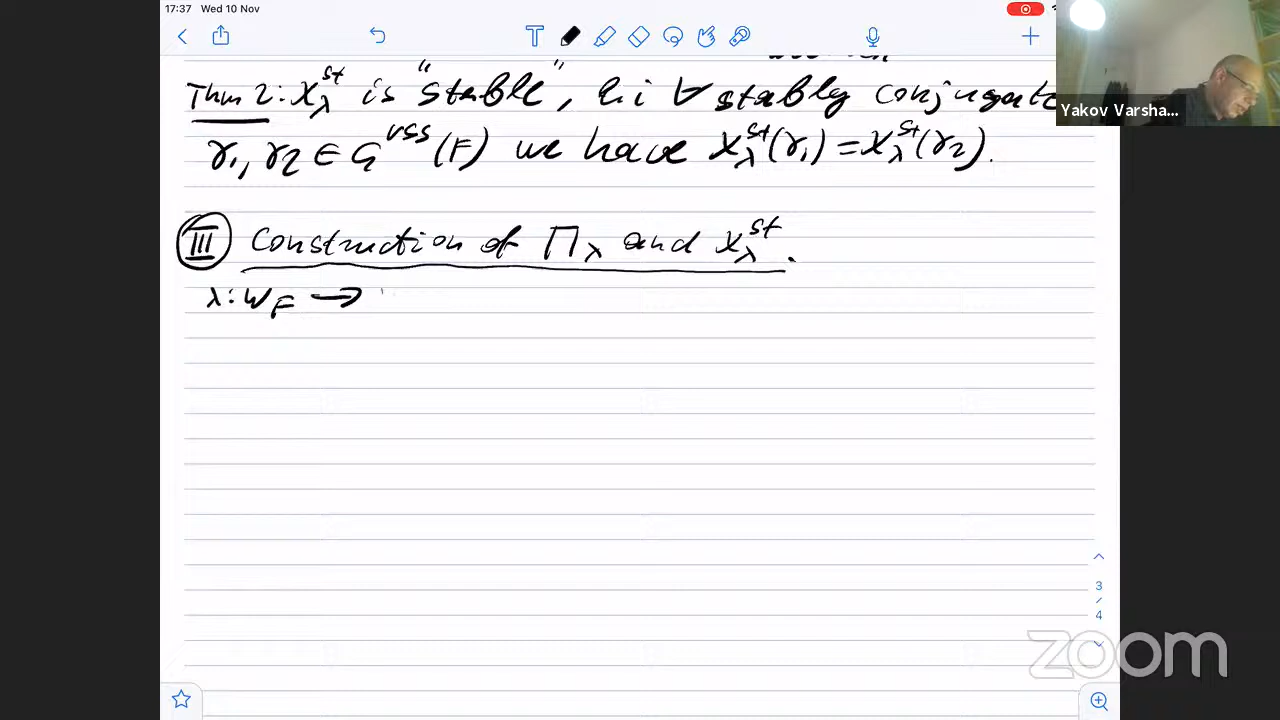 17:37 Wed 10 Nov
Yakov Varsha...
Thm 2: χ_λ^st is "stable", ∀ stably conjugate
γ1, γ2 ∈ G^rss(F) we have χ_λ^st(γ1) = χ_λ^st(γ2).
III Construction of Π_λ and χ_λ^st.
λ: W_F →
3
/
4
zoom